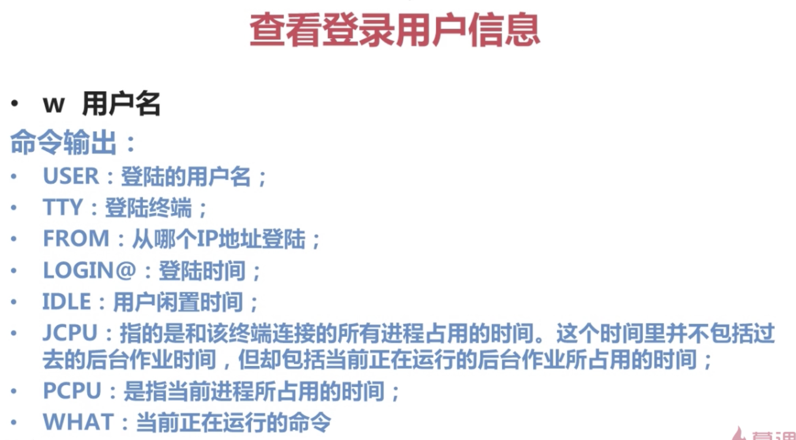 查看登录用户信息
• w 用户名
命令输出：
• USER：登陆的用户名；
• TTY：登陆终端；
• FROM：从哪个IP地址登陆；
• LOGIN@：登陆时间；
• IDLE：用户闲置时间；
• JCPU：指的是和该终端连接的所有进程占用的时间。这个时间里并不包括过
去的后台作业时间，但却包括当前正在运行的后台作业所占用的时间；
• PCPU：是指当前进程所占用的时间；
• WHAT：当前正在运行的命令